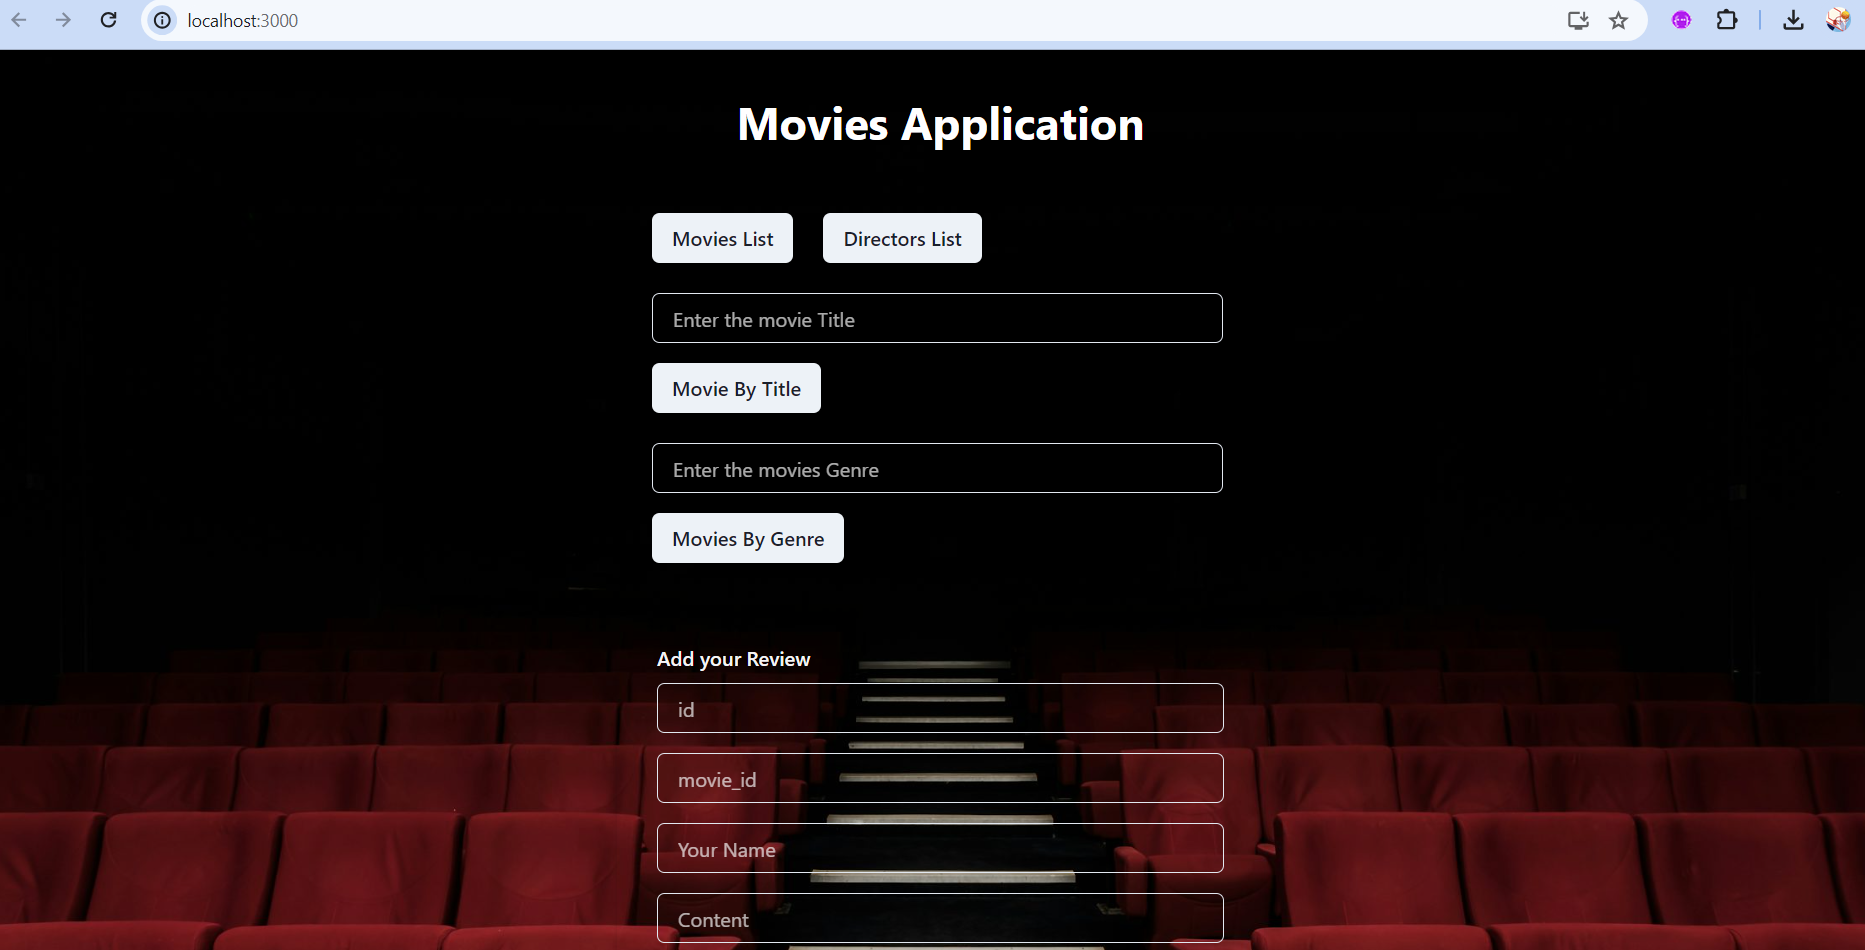 localhost:3000
Movies Application
Movies List
Directors List
Enter the movie Title
Movie By Title
Enter the movies Genre
Movies By Genre
Add your Review
id
movie_id
Your Name
Content